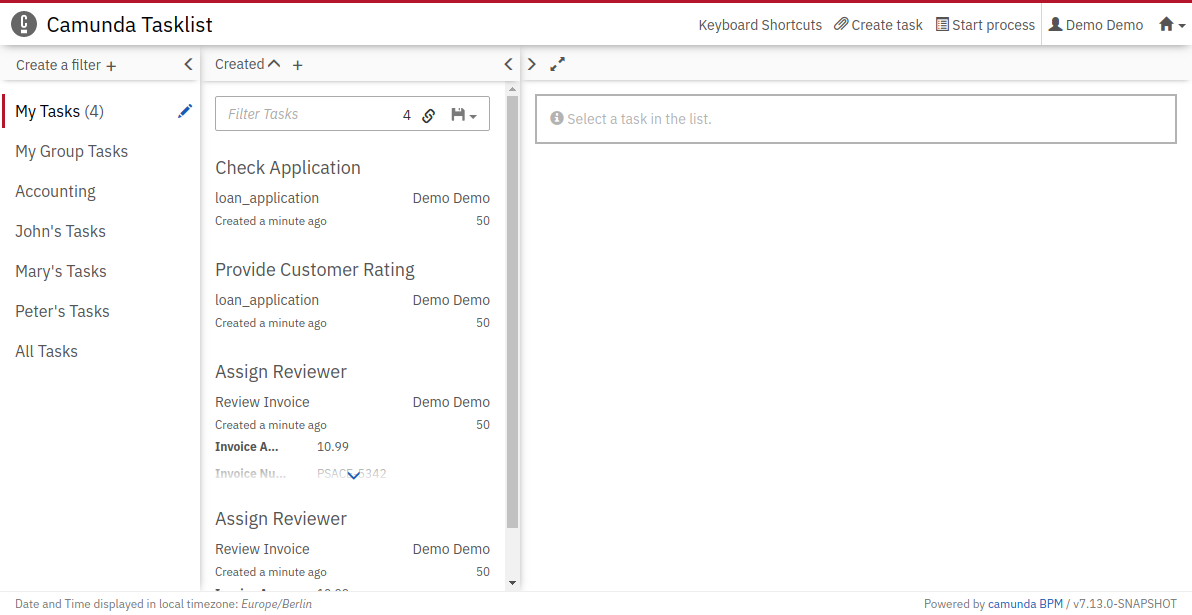 Camunda Tasklist
Keyboard Shortcuts Create task Start process Demo Demo
Create a filter +
Created +
My Tasks (4)
My Group Tasks
Accounting
John's Tasks
Mary's Tasks
Peter's Tasks
All Tasks
Filter Tasks 4
Check Application
loan_application Demo Demo
Created a minute ago 50
Provide Customer Rating
loan_application Demo Demo
Created a minute ago 50
Assign Reviewer
Review Invoice Demo Demo
Created a minute ago 50
Invoice A... 10.99
Invoice Nu... PSACE-5342
Assign Reviewer
Review Invoice Demo Demo
Created a minute ago 50
Select a task in the list.
Date and Time displayed in local timezone: Europe/Berlin
Powered by camunda BPM / v7.13.0-SNAPSHOT